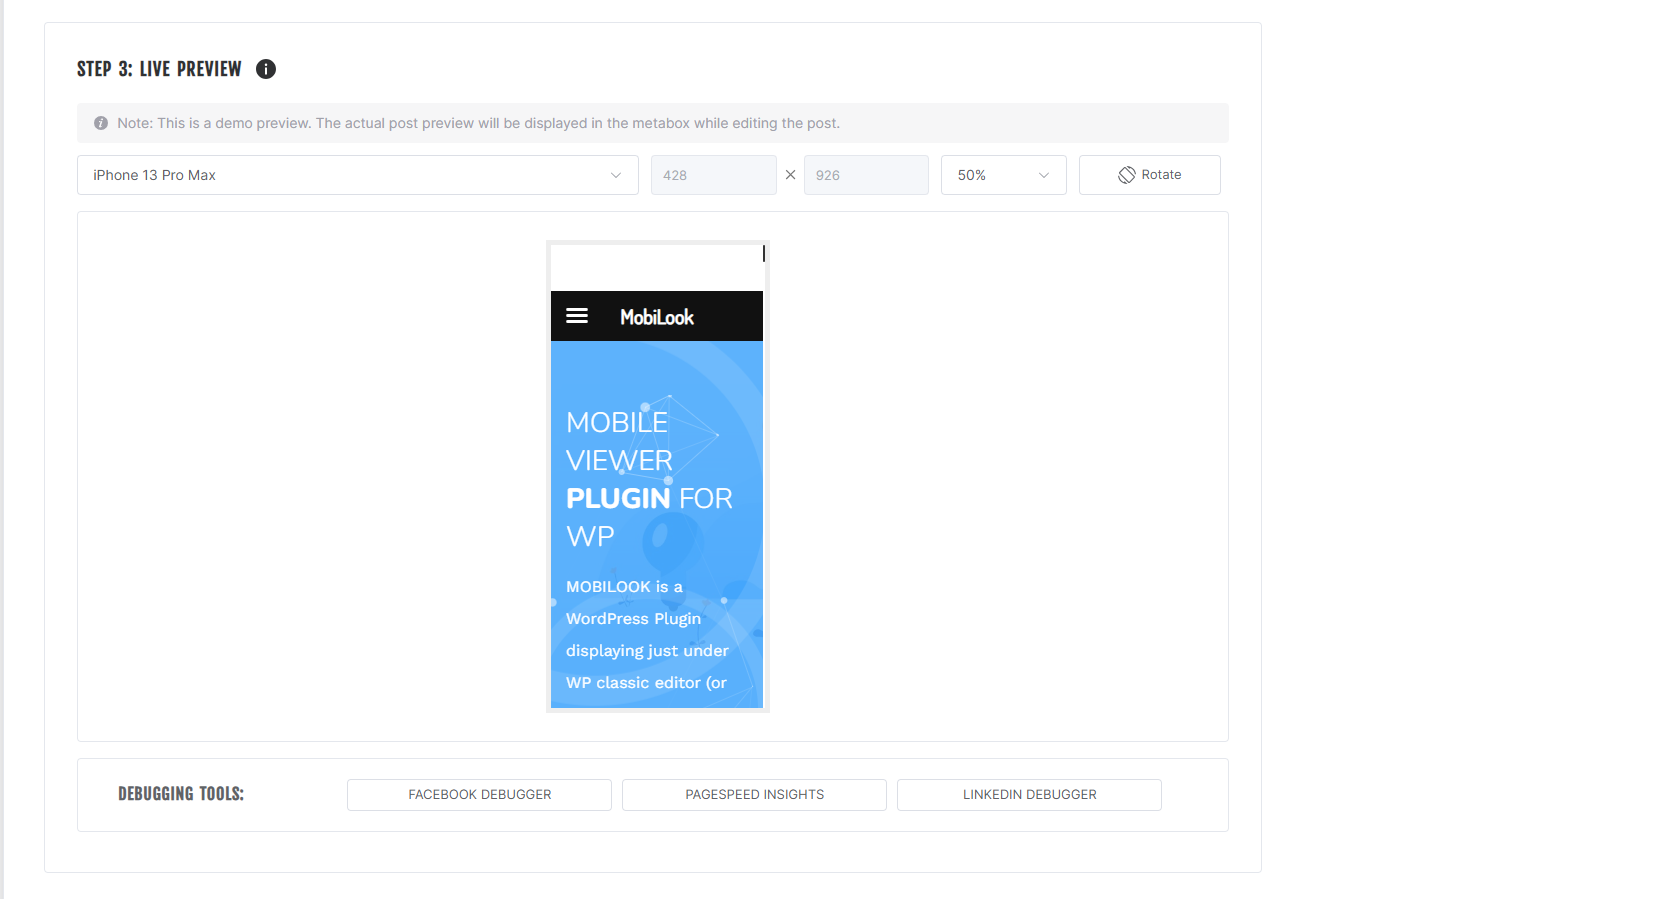 STEP 3: LIVE PREVIEW
Note: This is a demo preview. The actual post preview will be displayed in the metabox while editing the post.
iPhone 13 Pro Max 428 × 926 50% Rotate
MobiLook
MOBILE
VIEWER
PLUGIN FOR
WP
MOBILOOK is a
WordPress Plugin
displaying just under
WP classic editor (or
DEBUGGING TOOLS: FACEBOOK DEBUGGER PAGESPEED INSIGHTS LINKEDIN DEBUGGER